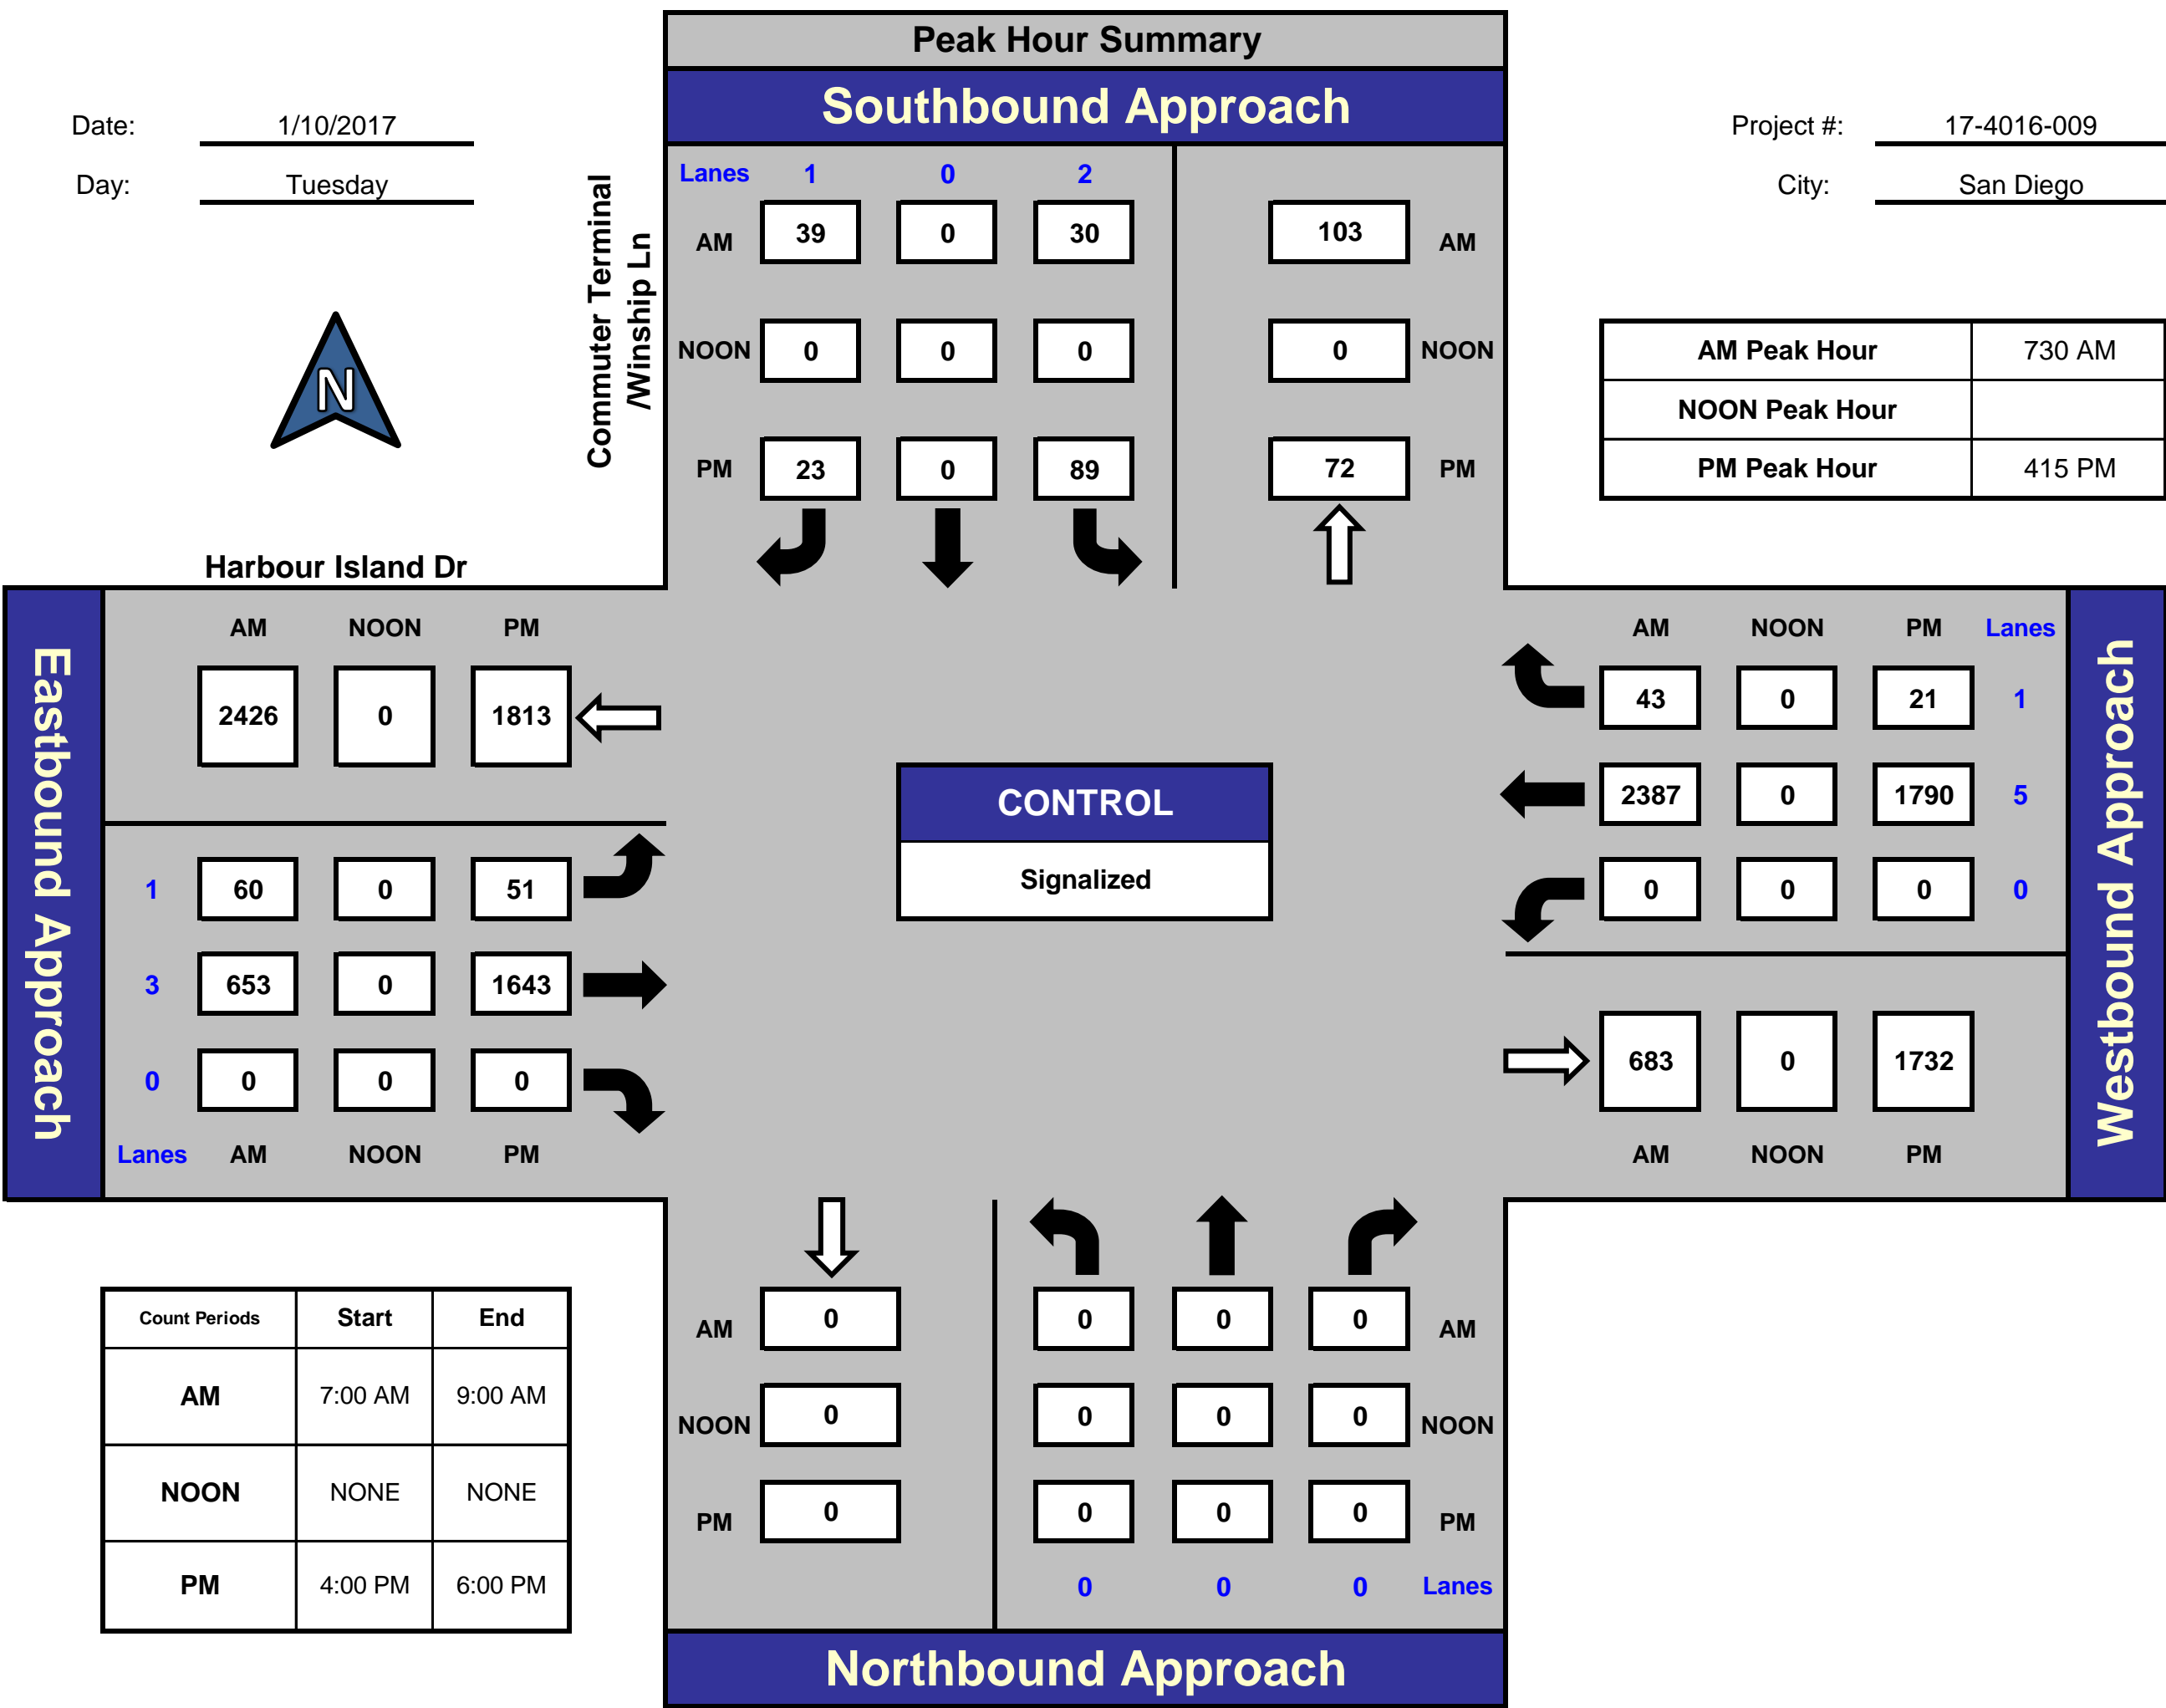 Peak Hour Summary
Southbound Approach
Date: 1/10/2017
Day: Tuesday
Project #: 17-4016-009
City: San Diego
N
Commuter Terminal
/Winship Ln
Lanes 1 0 2
AM 39 0 30 103 AM
NOON 0 0 0 0 NOON
PM 23 0 89 72 PM
AM Peak Hour 730 AM
NOON Peak Hour
PM Peak Hour 415 PM
Harbour Island Dr
Eastbound Approach
AM NOON PM
2426 0 1813
1 60 0 51
3 653 0 1643
0 0 0 0
Lanes AM NOON PM
CONTROL
Signalized
AM NOON PM Lanes
43 0 21 1
2387 0 1790 5
0 0 0 0
683 0 1732
AM NOON PM
Westbound Approach
Count Periods Start End
AM 7:00 AM 9:00 AM
NOON NONE NONE
PM 4:00 PM 6:00 PM
AM 0 0 0 0 AM
NOON 0 0 0 0 NOON
PM 0 0 0 0 PM
0 0 0 Lanes
Northbound Approach